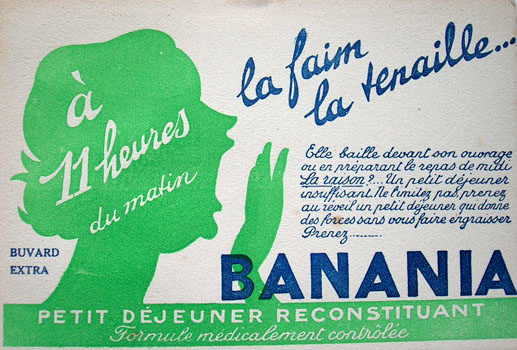 à
11 heures
du matin
la faim
la tenaille...
Elle baille devant son ouvrage
ou en préparant le repas de midi
La raison ?... Un petit déjeuner
insuffisant. Ne l'imitez pas, prenez
au réveil un petit déjeuner qui donne
des forces sans vous faire engraisser
Prenez..........
BUVARD
EXTRA
BANANIA
PETIT DÉJEUNER RECONSTITUANT
Formule médicalement contrôlée